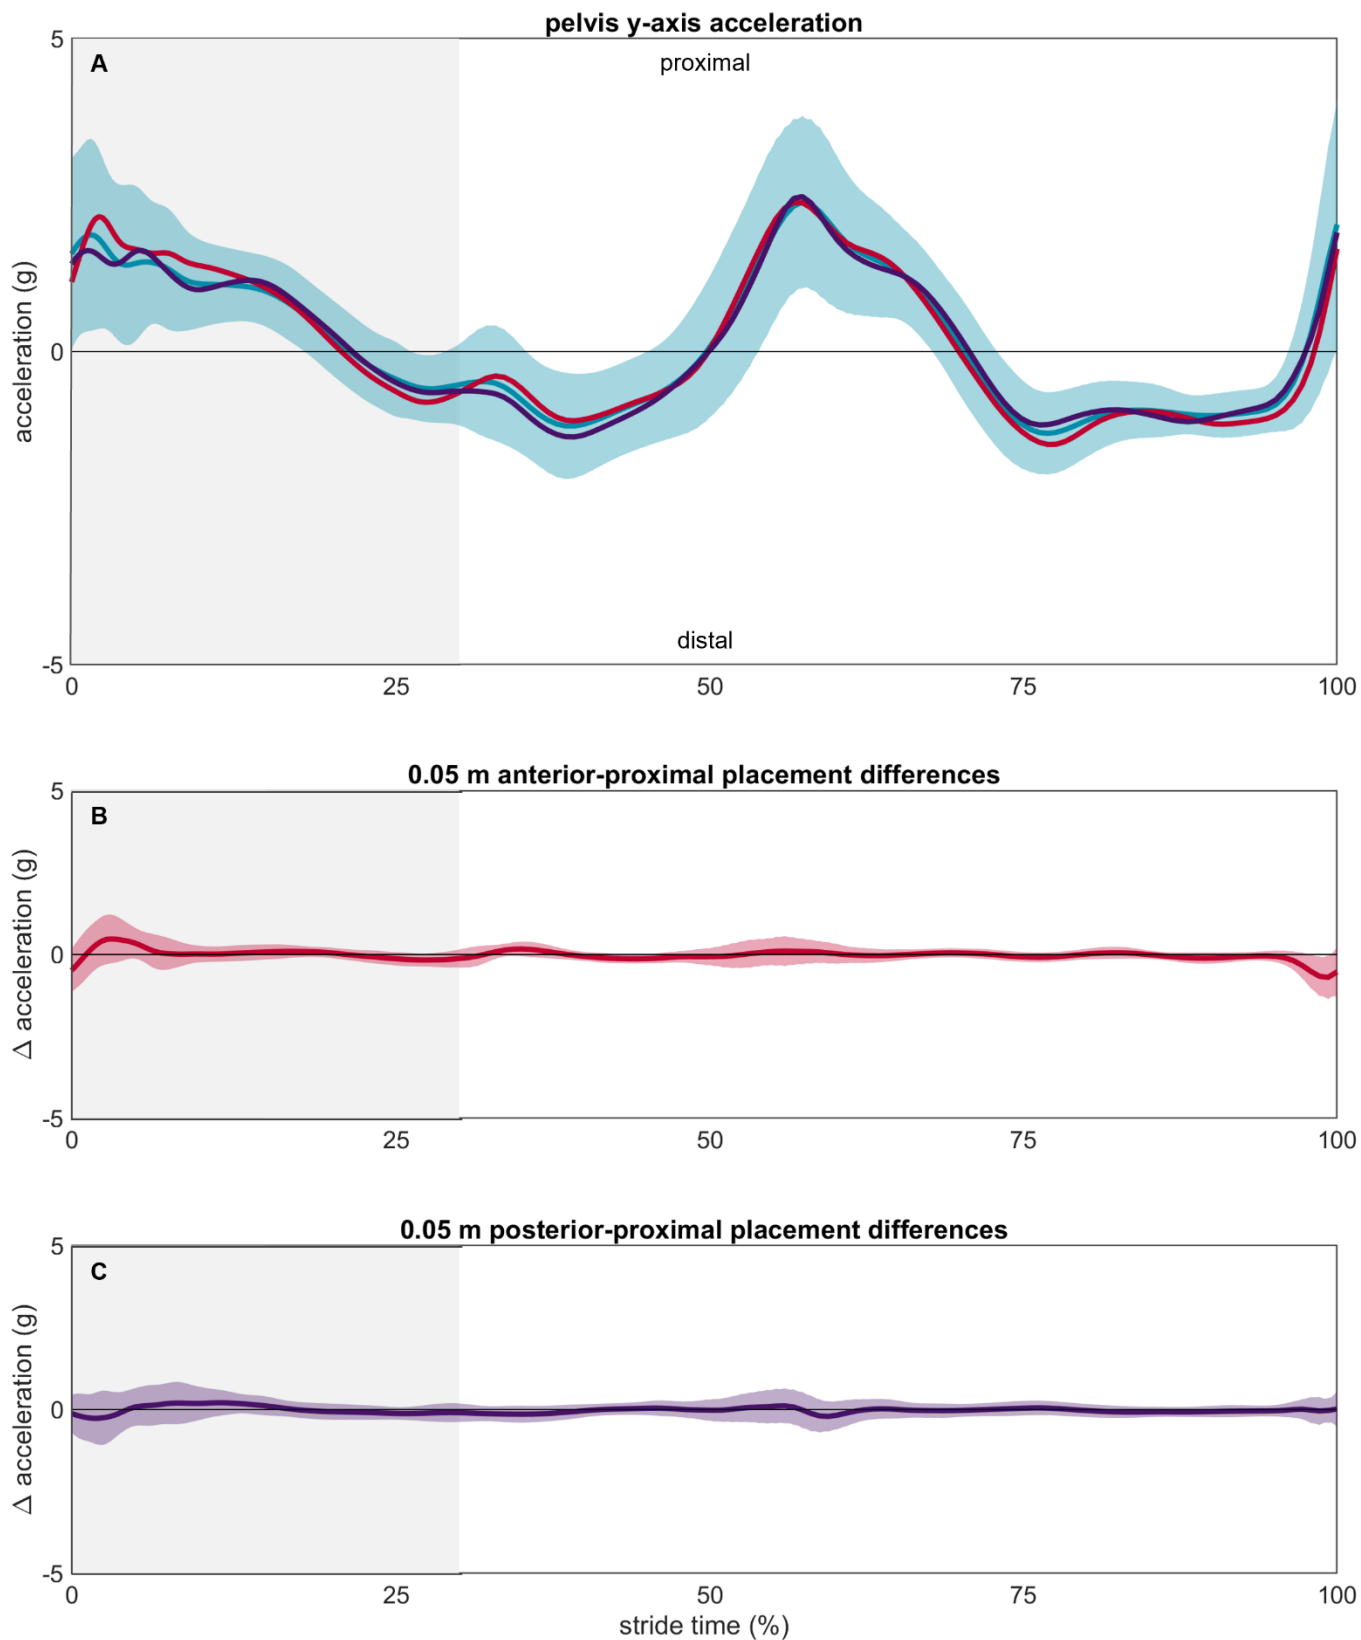 pelvis y-axis acceleration
5
A
proximal
acceleration (g)
0
distal
-5
0 25 50 75 100
0.05 m anterior-proximal placement differences
5
B
Δ acceleration (g)
0
-5
0 25 50 75 100
0.05 m posterior-proximal placement differences
5
C
Δ acceleration (g)
0
-5
0 25 50 75 100
stride time (%)